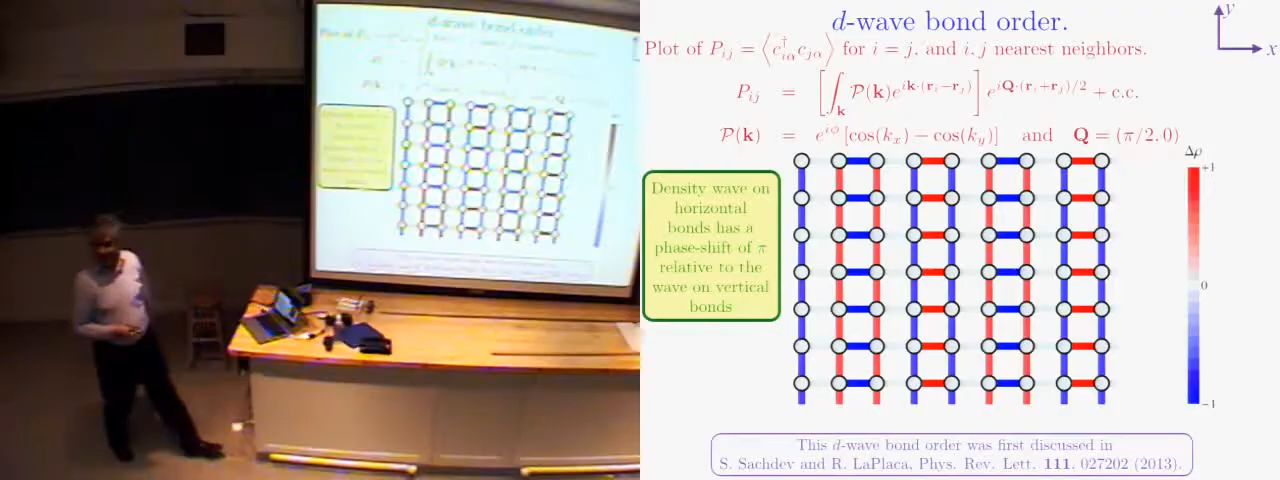 d-wave bond order.
Plot of P_{ij} = ⟨c†_{iα} c_{jα}⟩ for i = j, and i, j nearest neighbors.
P_{ij} = [∫_k 𝒫(k)e^{ik·(r_i−r_j)}] e^{iQ·(r_i+r_j)/2} + c.c.
𝒫(k) = e^{iϕ} [cos(k_x) − cos(k_y)] and Q = (π/2, 0)
y
x
Δρ
+1
0
−1
Density wave on
horizontal
bonds has a
phase-shift of π
relative to the
wave on vertical
bonds
This d-wave bond order was first discussed in
S. Sachdev and R. LaPlaca, Phys. Rev. Lett. 111, 027202 (2013).
d-wave bond order